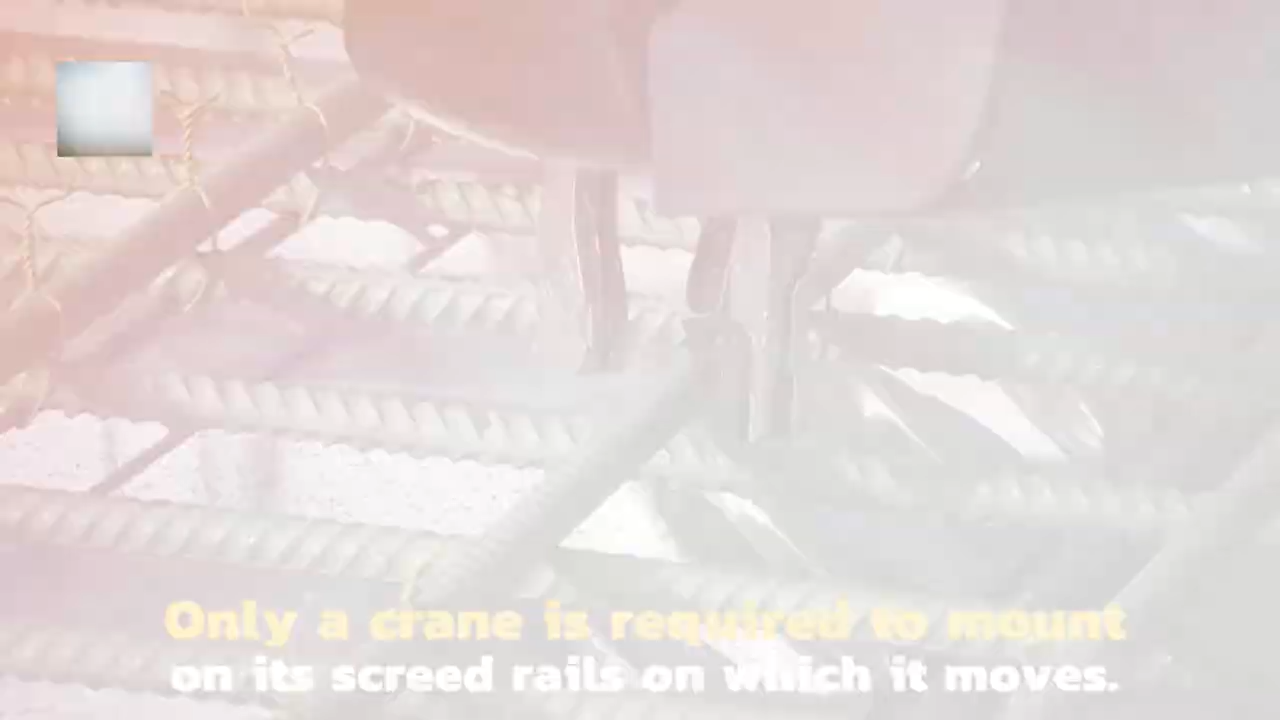 Only a crane is required to mount
on its screed rails on which it moves.